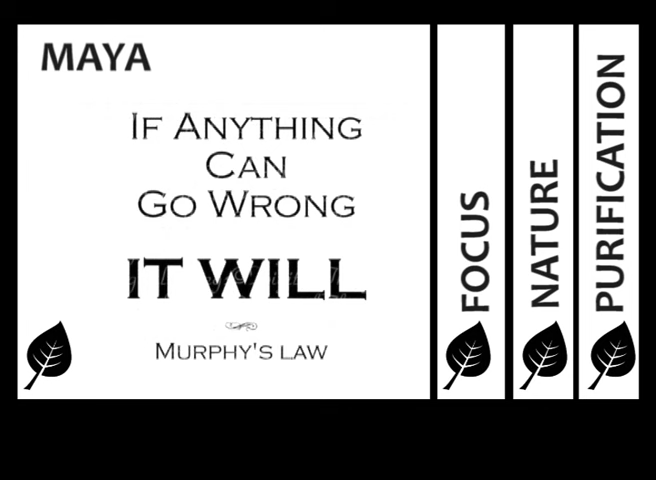 MAYA
IF ANYTHING
CAN
GO WRONG
IT WILL
MURPHY'S LAW
FOCUS
NATURE
PURIFICATION